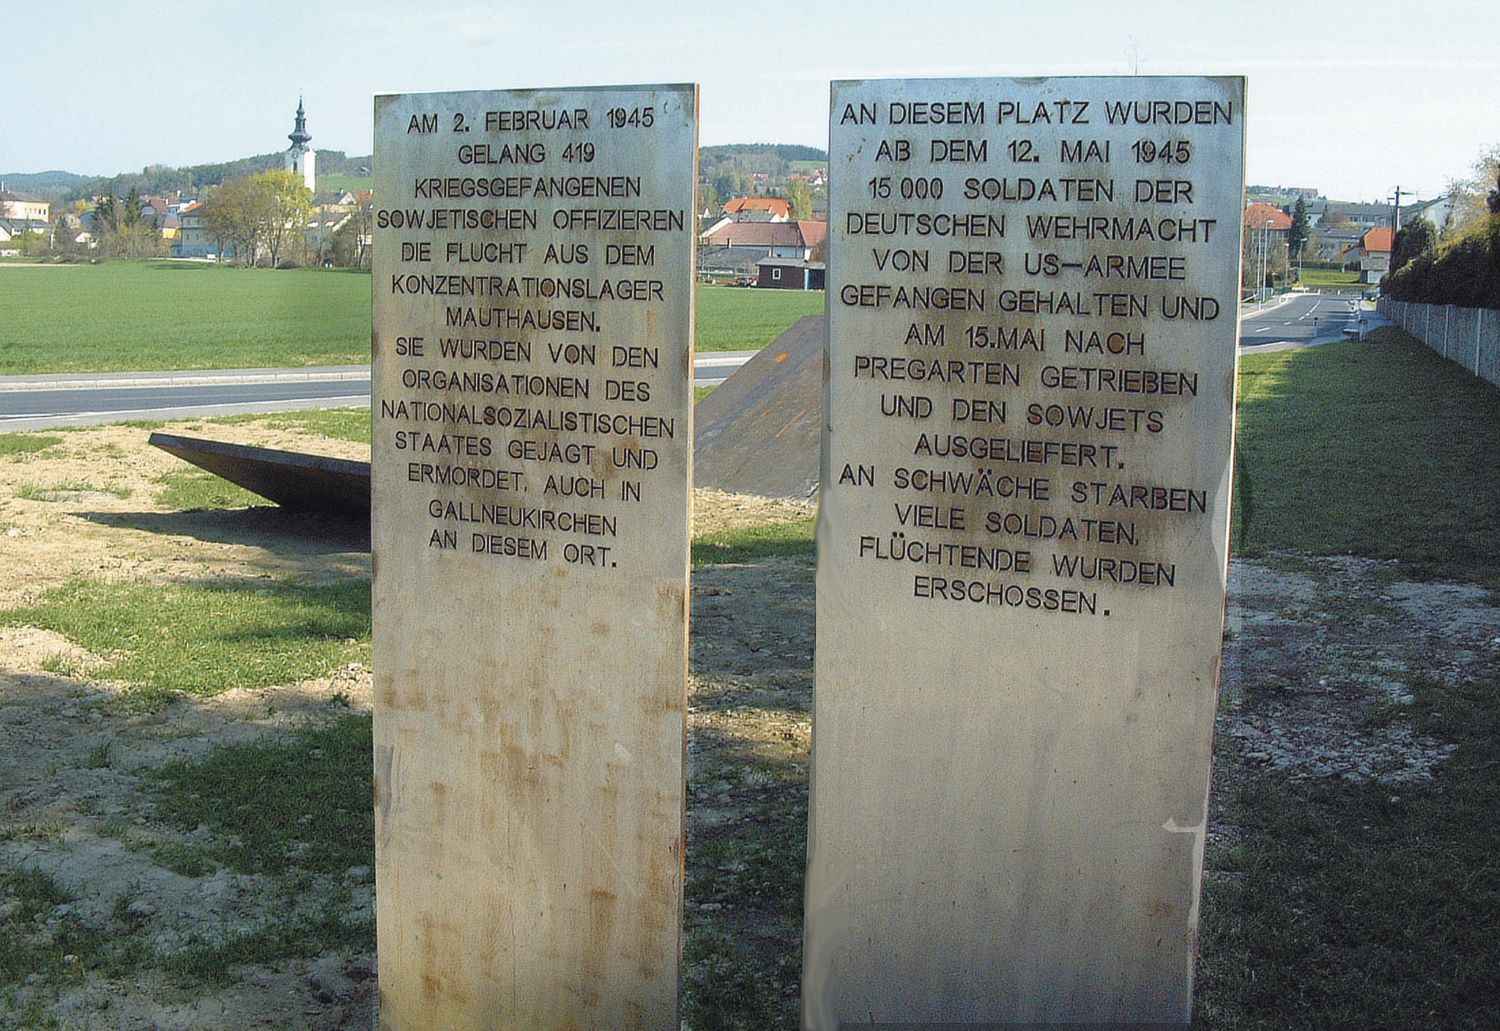 AM 2. FEBRUAR 1945
GELANG 419
KRIEGSGEFANGENEN
SOWJETISCHEN OFFIZIEREN
DIE FLUCHT AUS DEM
KONZENTRATIONSLAGER
MAUTHAUSEN.
SIE WURDEN VON DEN
ORGANISATIONEN DES
NATIONALSOZIALISTISCHEN
STAATES GEJAGT UND
ERMORDET, AUCH IN
GALLNEUKIRCHEN
AN DIESEM ORT.
AN DIESEM PLATZ WURDEN
AB DEM 12. MAI 1945
15 000 SOLDATEN DER
DEUTSCHEN WEHRMACHT
VON DER US-ARMEE
GEFANGEN GEHALTEN UND
AM 15.MAI NACH
PREGARTEN GETRIEBEN
UND DEN SOWJETS
AUSGELIEFERT.
AN SCHWÄCHE STARBEN
VIELE SOLDATEN,
FLÜCHTENDE WURDEN
ERSCHOSSEN.